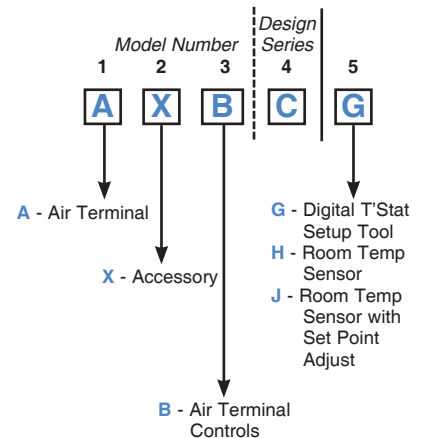 Design
Model Number Series
1 2 3 4 5
A X B C G
A - Air Terminal
X - Accessory
B - Air Terminal
Controls
G - Digital T'Stat
Setup Tool
H - Room Temp
Sensor
J - Room Temp
Sensor with
Set Point
Adjust